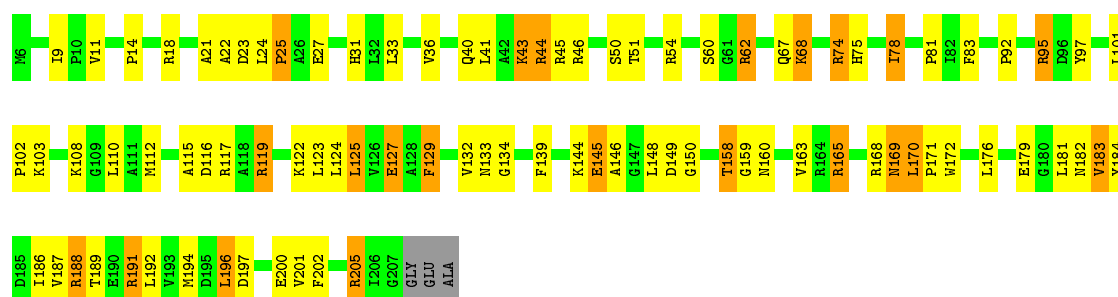 M6 I9 P10 V11 P14 R18 A21 A22 D23 L24 P25 A26 E27 H31 L32 L33 V36 Q40 L41 A42 K43 R44 R45 R46 S50 T51 R54 S60 G61 R62 Q67 K68 R74 H75 I78 P81 I82 F83 P92 R95 D96 Y97 L101
P102 K103 K108 G109 L110 A111 M112 A115 D116 R117 A118 R119 K122 L123 L124 L125 V126 E127 A128 F129 V132 N133 G134 F139 K144 E145 A146 G147 L148 D149 G150 T158 G159 N160 V163 R164 R165 R168 N169 L170 P171 W172 L176 E179 G180 L181 N182 V183 Y184
D185 I186 V187 R188 T189 E190 R191 L192 V193 M194 D195 L196 D197 E200 V201 F202 R205 I206 G207 GLY GLU ALA